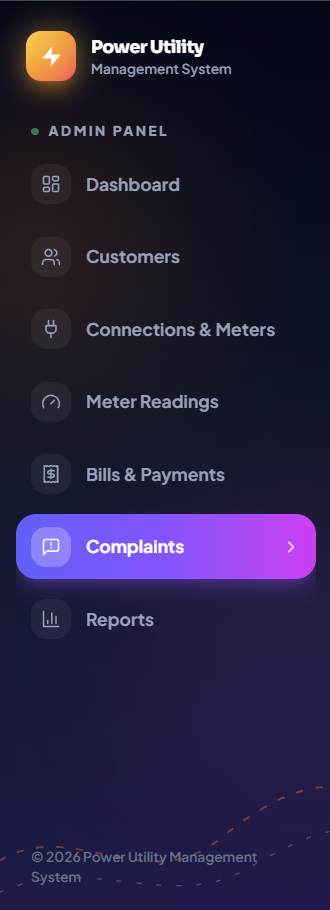 Power Utility
Management System
ADMIN PANEL
Dashboard
Customers
Connections & Meters
Meter Readings
Bills & Payments
Complaints
Reports
© 2026 Power Utility Management
System